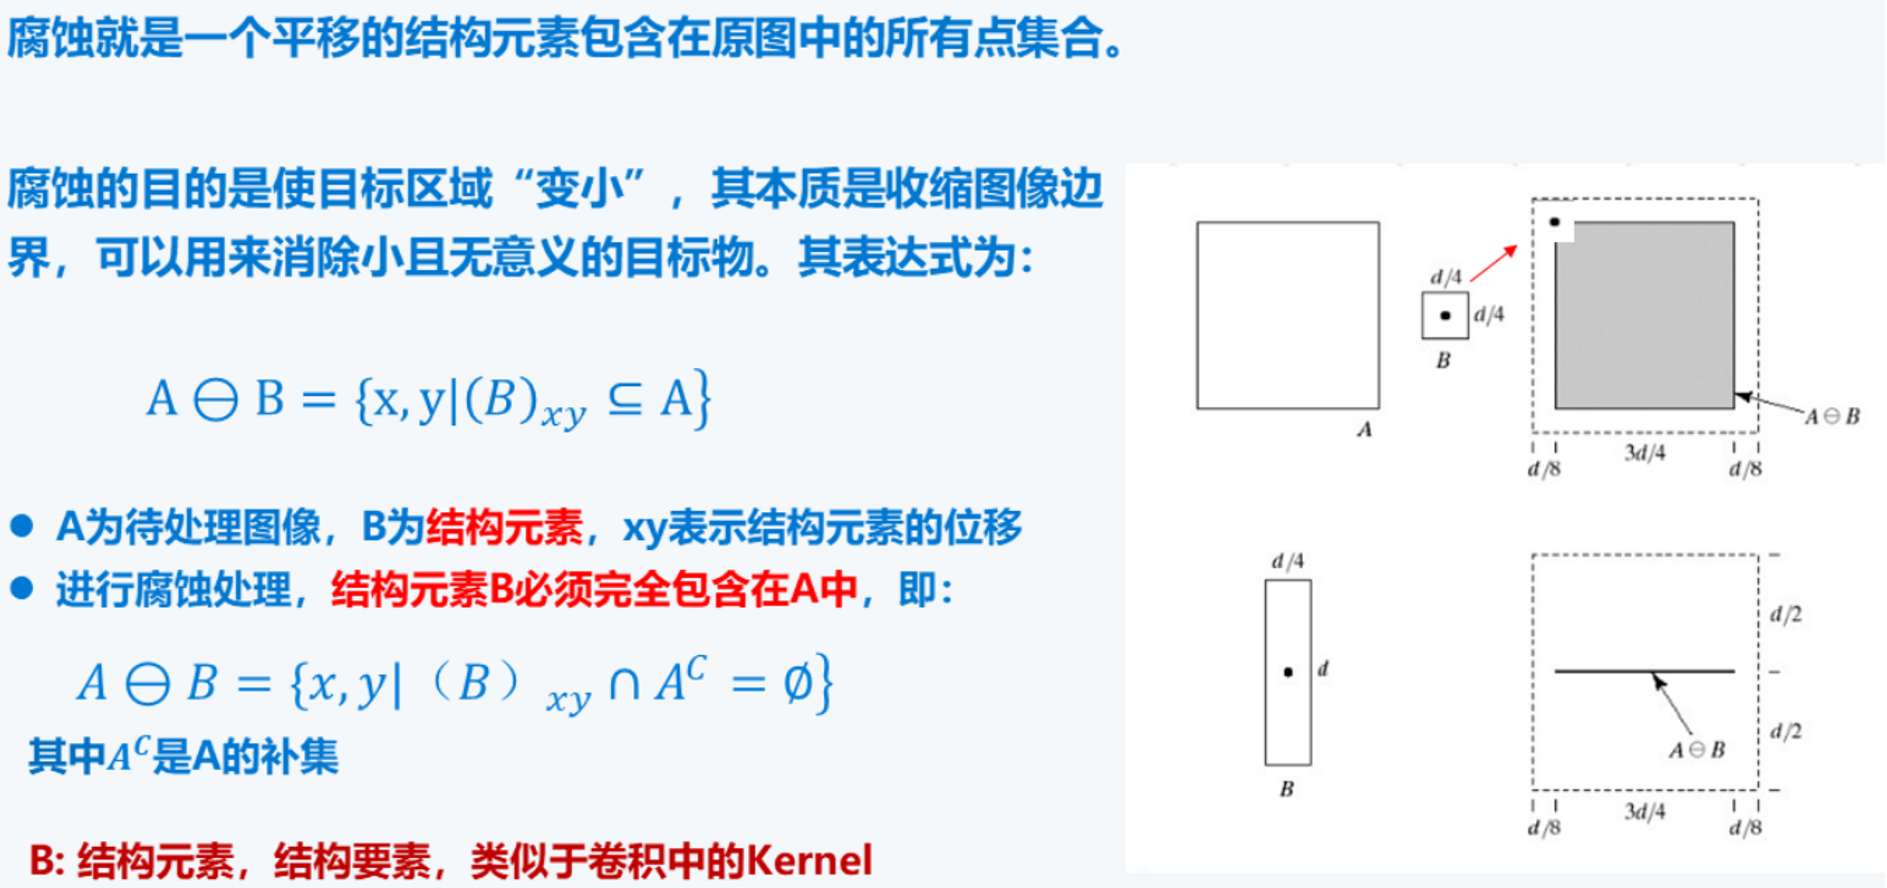 腐蚀就是一个平移的结构元素包含在原图中的所有点集合。
腐蚀的目的是使目标区域“变小”，其本质是收缩图像边
界，可以用来消除小且无意义的目标物。其表达式为：
A ⊖ B = {x, y|(B)xy ⊆ A}
● A为待处理图像，B为结构元素，xy表示结构元素的位移
● 进行腐蚀处理，结构元素B必须完全包含在A中，即：
A ⊖ B = {x, y|（B）xy ∩ A^C = ∅}
其中A^C是A的补集
B: 结构元素，结构要素，类似于卷积中的Kernel
A
d/4
d/4
B
A ⊖ B
d/8
3d/4
d/8
d/4
d
B
d/2
A ⊖ B
d/2
d/8
3d/4
d/8